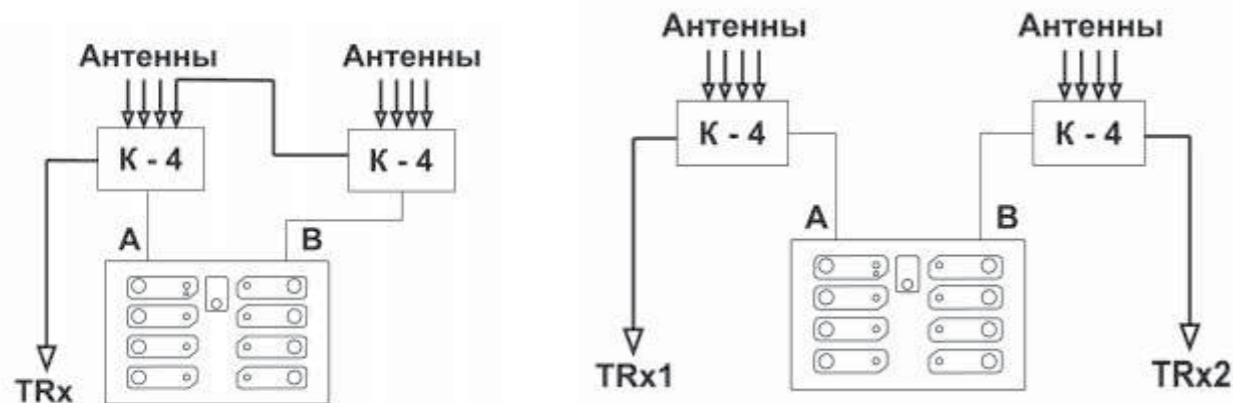 Антенны Антенны
К - 4 К - 4
A B
TRx
Антенны Антенны
К - 4 К - 4
A B
TRx1 TRx2